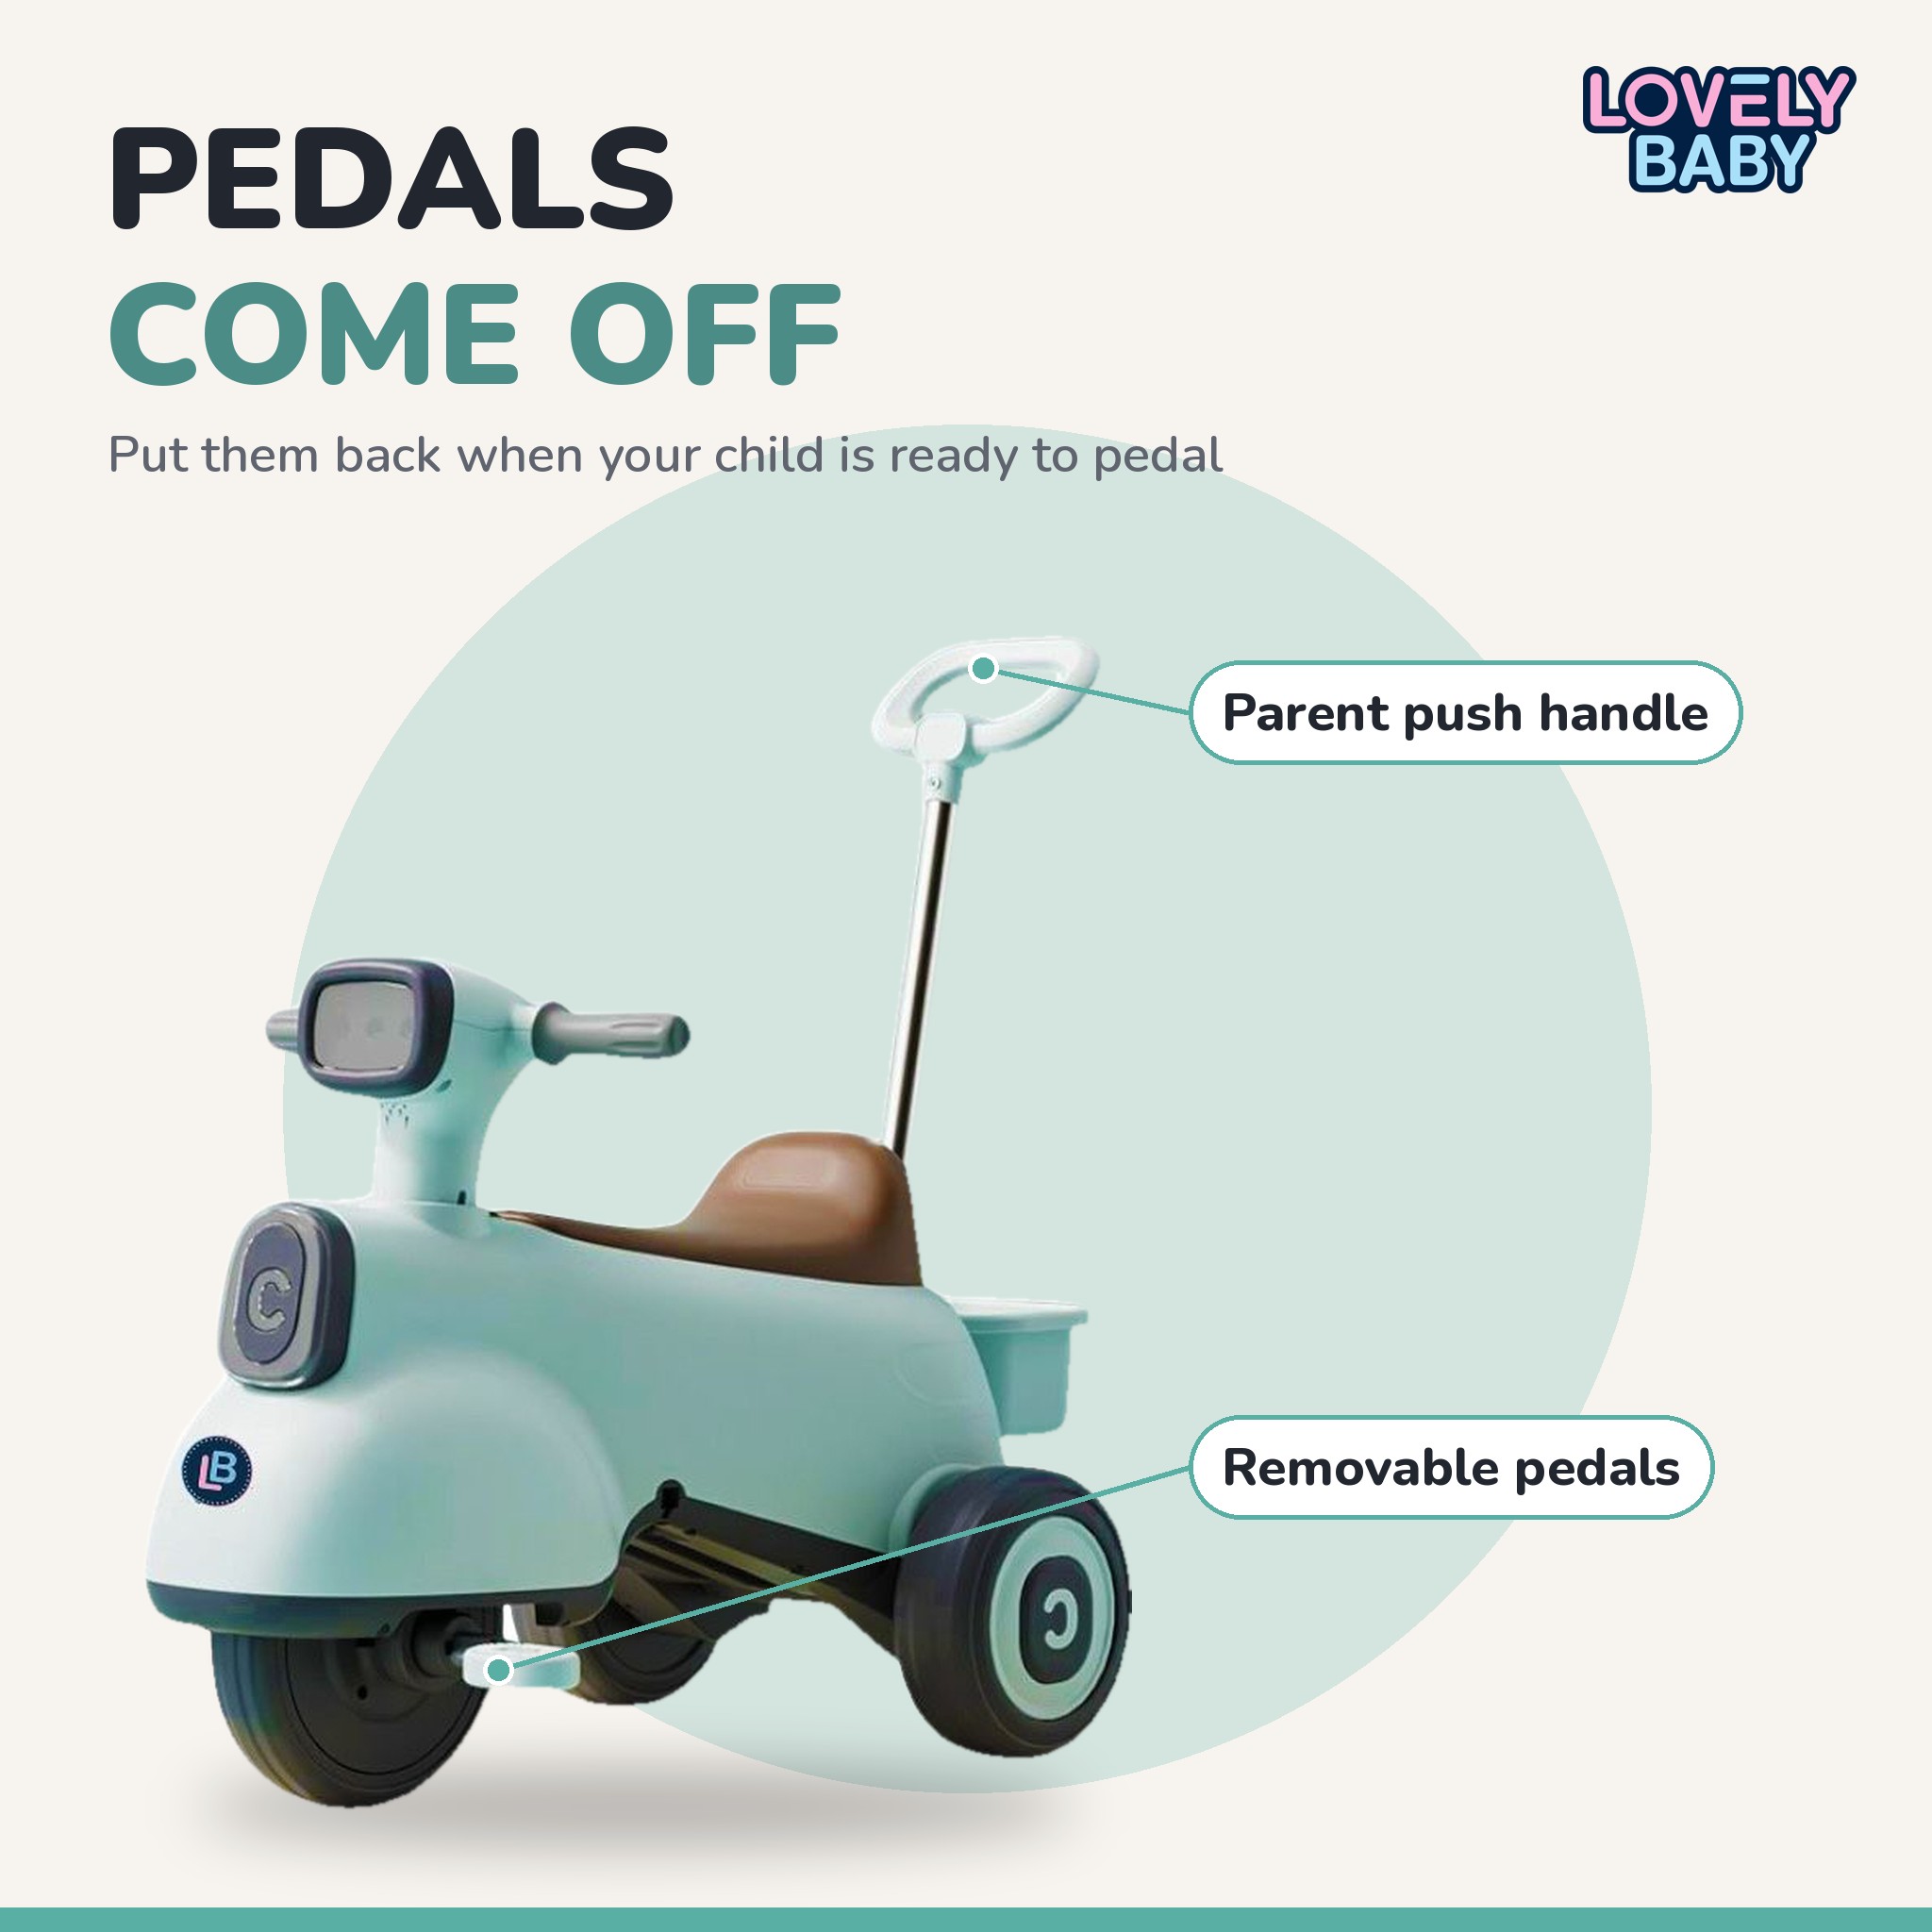 LOVELY
BABY
PEDALS
COME OFF
Put them back when your child is ready to pedal
Parent push handle
C
LB
Removable pedals
C